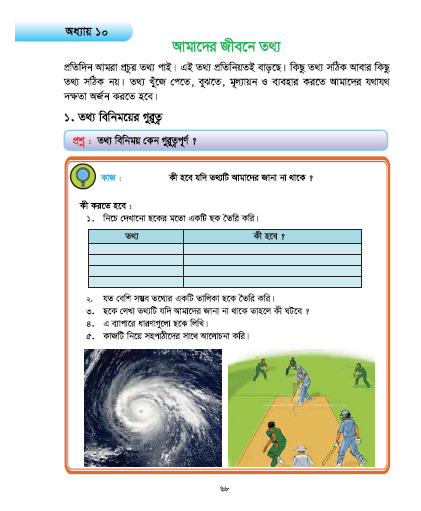 অধ্যায় ১০
আমাদের জীবনে তথ্য
প্রতিদিন আমরা প্রচুর তথ্য পাই। এই তথ্য প্রতিনিয়তই বাড়ছে। কিছু তথ্য সঠিক আবার কিছু
তথ্য সঠিক নয়। তথ্য খুঁজে পেতে, বুঝতে, মূল্যায়ন ও ব্যবহার করতে আমাদের যথাযথ
দক্ষতা অর্জন করতে হবে।
১. তথ্য বিনিময়ের গুরুত্ব
প্রশ্ন : তথ্য বিনিময় কেন গুরুত্বপূর্ণ ?
কাজ : কী হবে যদি তথ্যটি আমাদের জানা না থাকে ?
কী করতে হবে :
১. নিচে দেখানো ছকের মতো একটি ছক তৈরি করি।
তথ্য কী হবে ?
২. যত বেশি সম্ভব তথ্যের একটি তালিকা ছকে তৈরি করি।
৩. ছকে লেখা তথ্যটি যদি আমাদের জানা না থাকে তাহলে কী ঘটবে ?
৪. এ ব্যাপারে ধারণাগুলো ছকে লিখি।
৫. কাজটি নিয়ে সহপাঠীদের সাথে আলোচনা করি।
৬৮